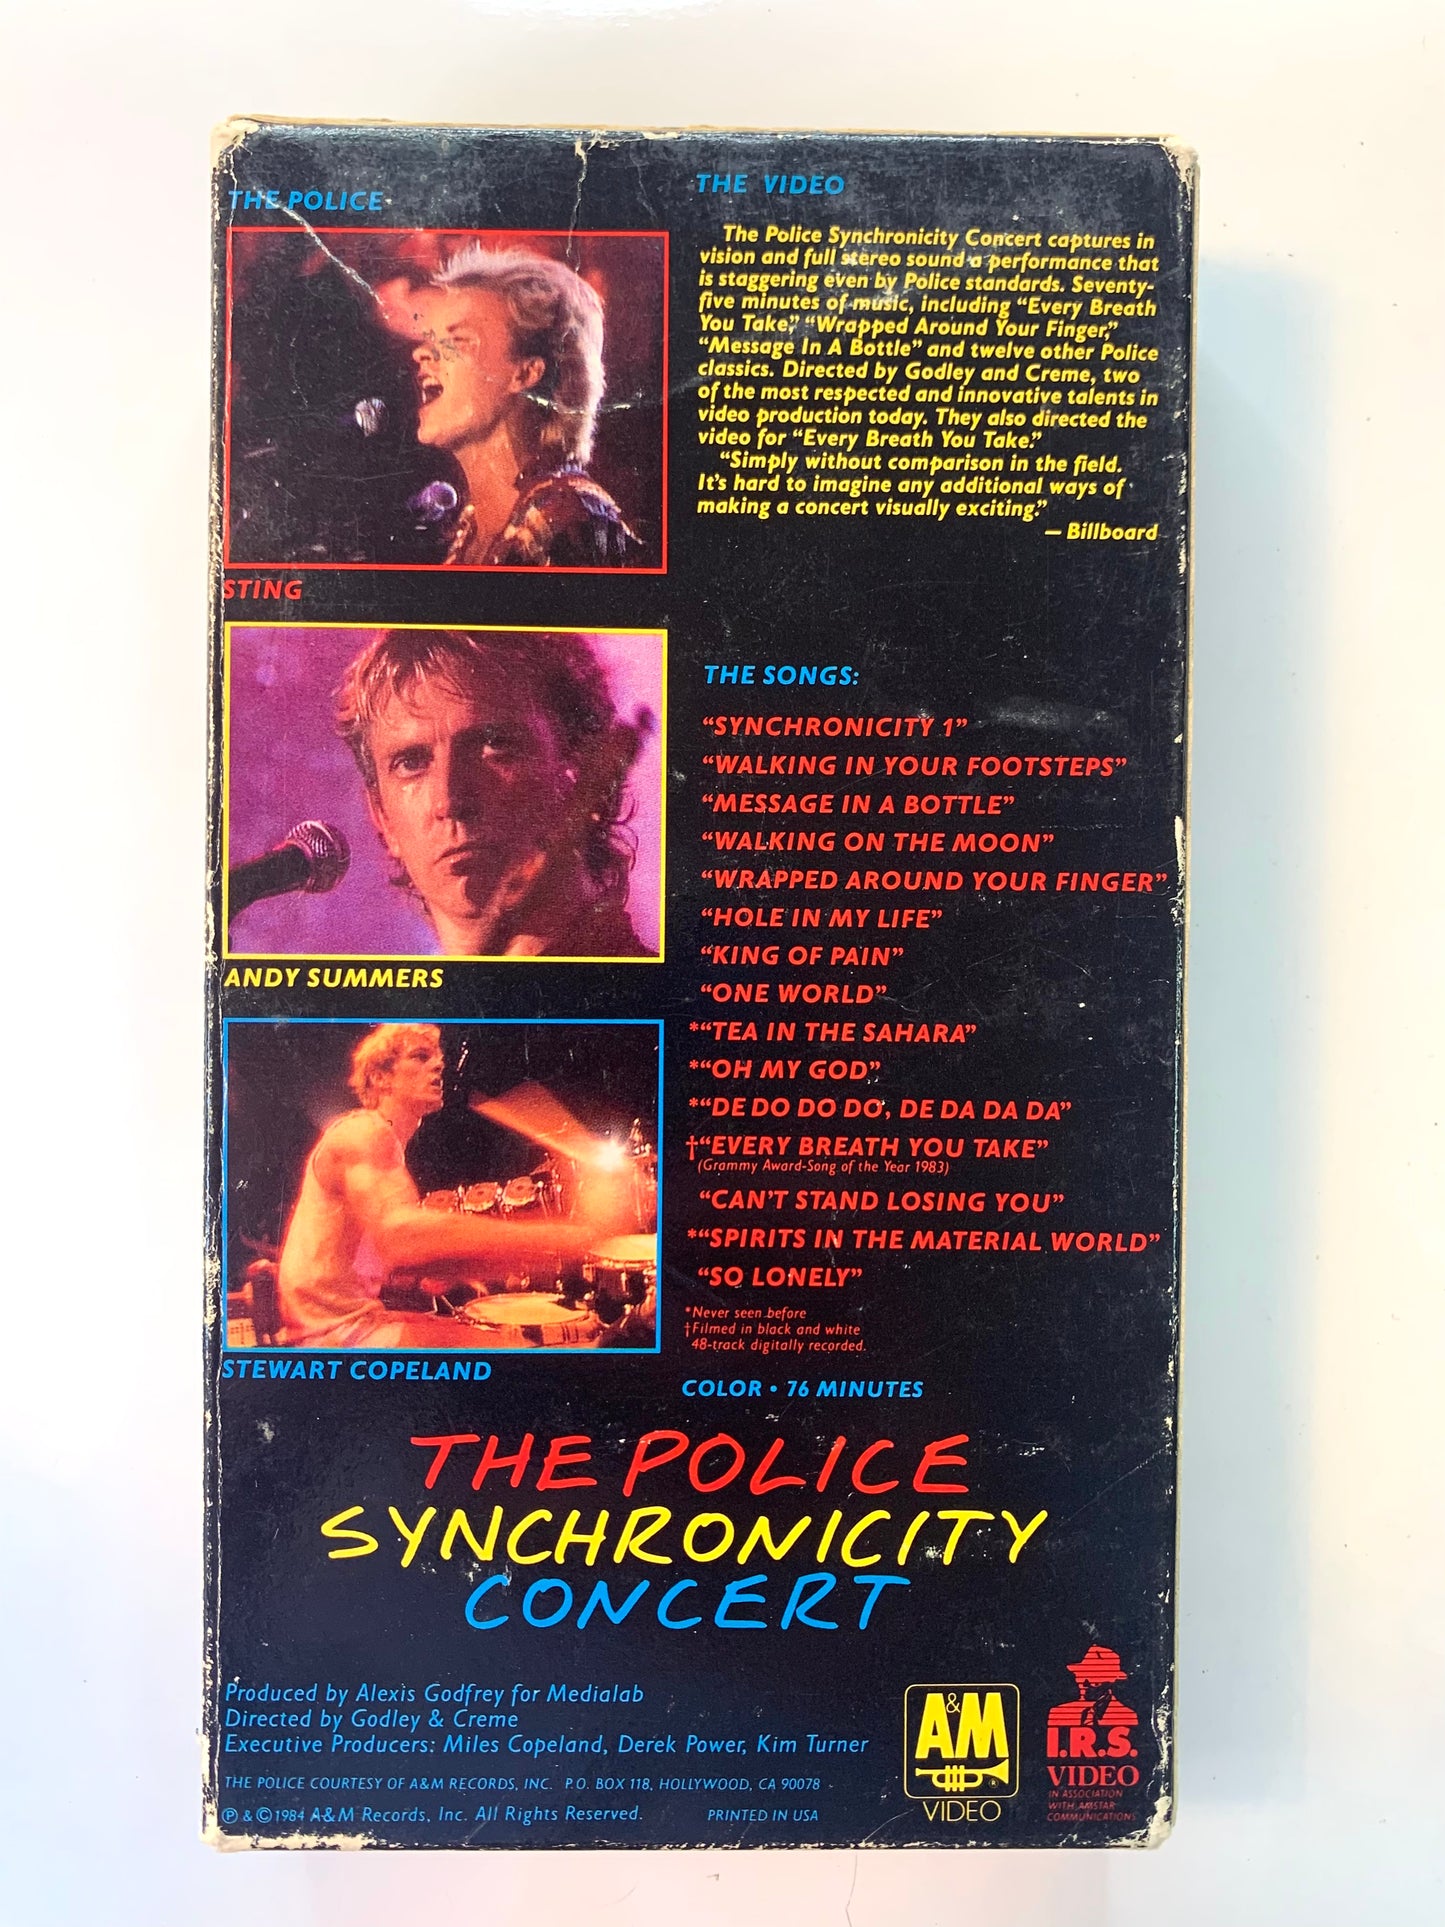 THE POLICE
STING
ANDY SUMMERS
STEWART COPELAND
THE VIDEO
The Police Synchronicity Concert captures in
vision and full stereo sound a performance that
is staggering even by Police standards. Seventy-
five minutes of music, including “Every Breath
You Take,” “Wrapped Around Your Finger,”
“Message In A Bottle” and twelve other Police
classics. Directed by Godley and Creme, two
of the most respected and innovative talents in
video production today. They also directed the
video for “Every Breath You Take.”
“Simply without comparison in the field.
It’s hard to imagine any additional ways of
making a concert visually exciting.”
— Billboard
THE SONGS:
“SYNCHRONICITY 1”
“WALKING IN YOUR FOOTSTEPS”
“MESSAGE IN A BOTTLE”
“WALKING ON THE MOON”
“WRAPPED AROUND YOUR FINGER”
“HOLE IN MY LIFE”
“KING OF PAIN”
“ONE WORLD”
*“TEA IN THE SAHARA”
*“OH MY GOD”
*“DE DO DO DO, DE DA DA DA”
†“EVERY BREATH YOU TAKE”
(Grammy Award-Song of the Year 1983)
“CAN’T STAND LOSING YOU”
*“SPIRITS IN THE MATERIAL WORLD”
“SO LONELY”
*Never seen before
†Filmed in black and white
48-track digitally recorded.
COLOR • 76 MINUTES
THE POLICE
SYNCHRONICITY
CONCERT
Produced by Alexis Godfrey for Medialab
Directed by Godley & Creme
Executive Producers: Miles Copeland, Derek Power, Kim Turner
THE POLICE COURTESY OF A&M RECORDS, INC. P.O. BOX 118, HOLLYWOOD, CA 90078
℗ & © 1984 A&M Records, Inc. All Rights Reserved. PRINTED IN USA
A&M
®
VIDEO
I.R.S.
VIDEO
IN ASSOCIATION
WITH AMSTAR
COMMUNICATIONS